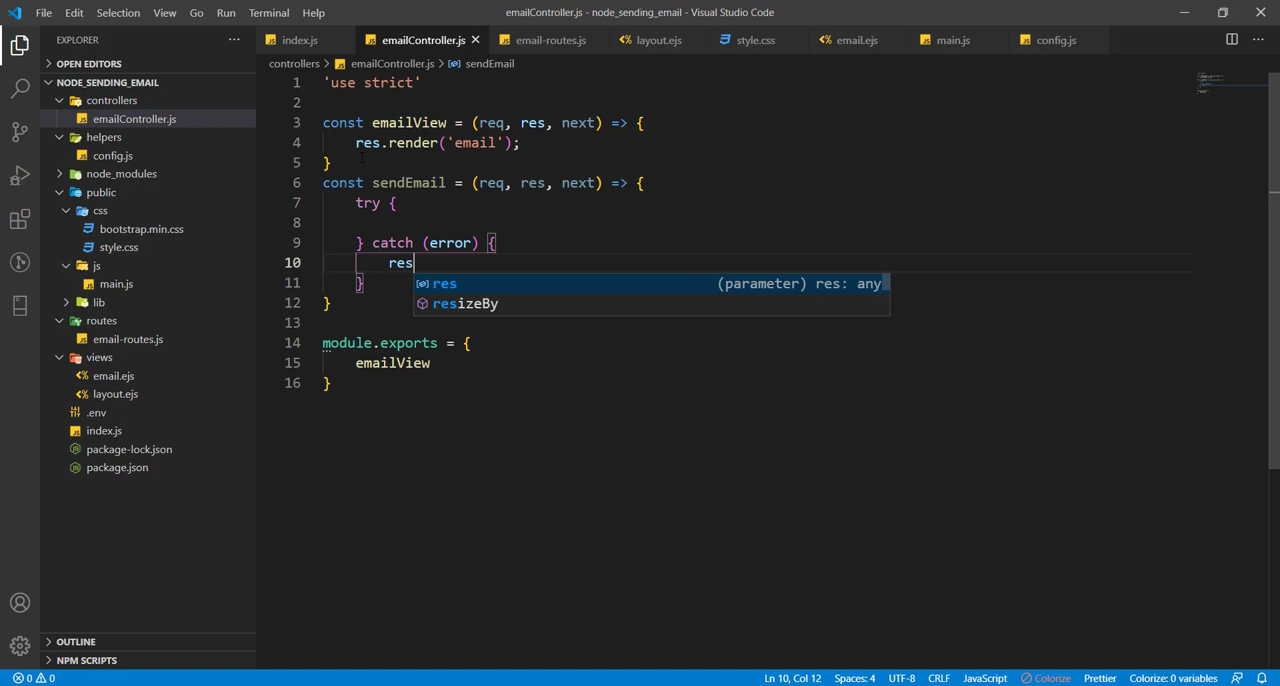 File Edit Selection View Go Run Terminal Help
emailController.js - node_sending_email - Visual Studio Code
EXPLORER
OPEN EDITORS
NODE_SENDING_EMAIL
controllers
emailController.js
helpers
config.js
node_modules
public
css
bootstrap.min.css
style.css
js
main.js
lib
routes
email-routes.js
views
email.ejs
layout.ejs
.env
index.js
package-lock.json
package.json
OUTLINE
NPM SCRIPTS
index.js emailController.js email-routes.js layout.ejs style.css email.ejs main.js config.js
controllers > emailController.js > sendEmail
1 'use strict'
2
3 const emailView = (req, res, next) => {
4 res.render('email');
5 }
6 const sendEmail = (req, res, next) => {
7 try {
8
9 } catch (error) {
10 res
res (parameter) res: any
resizeBy
11 }
12 }
13
14 module.exports = {
15 emailView
16 }
0 0 Ln 10, Col 12 Spaces: 4 UTF-8 CRLF JavaScript Colorize Prettier Colorize: 0 variables